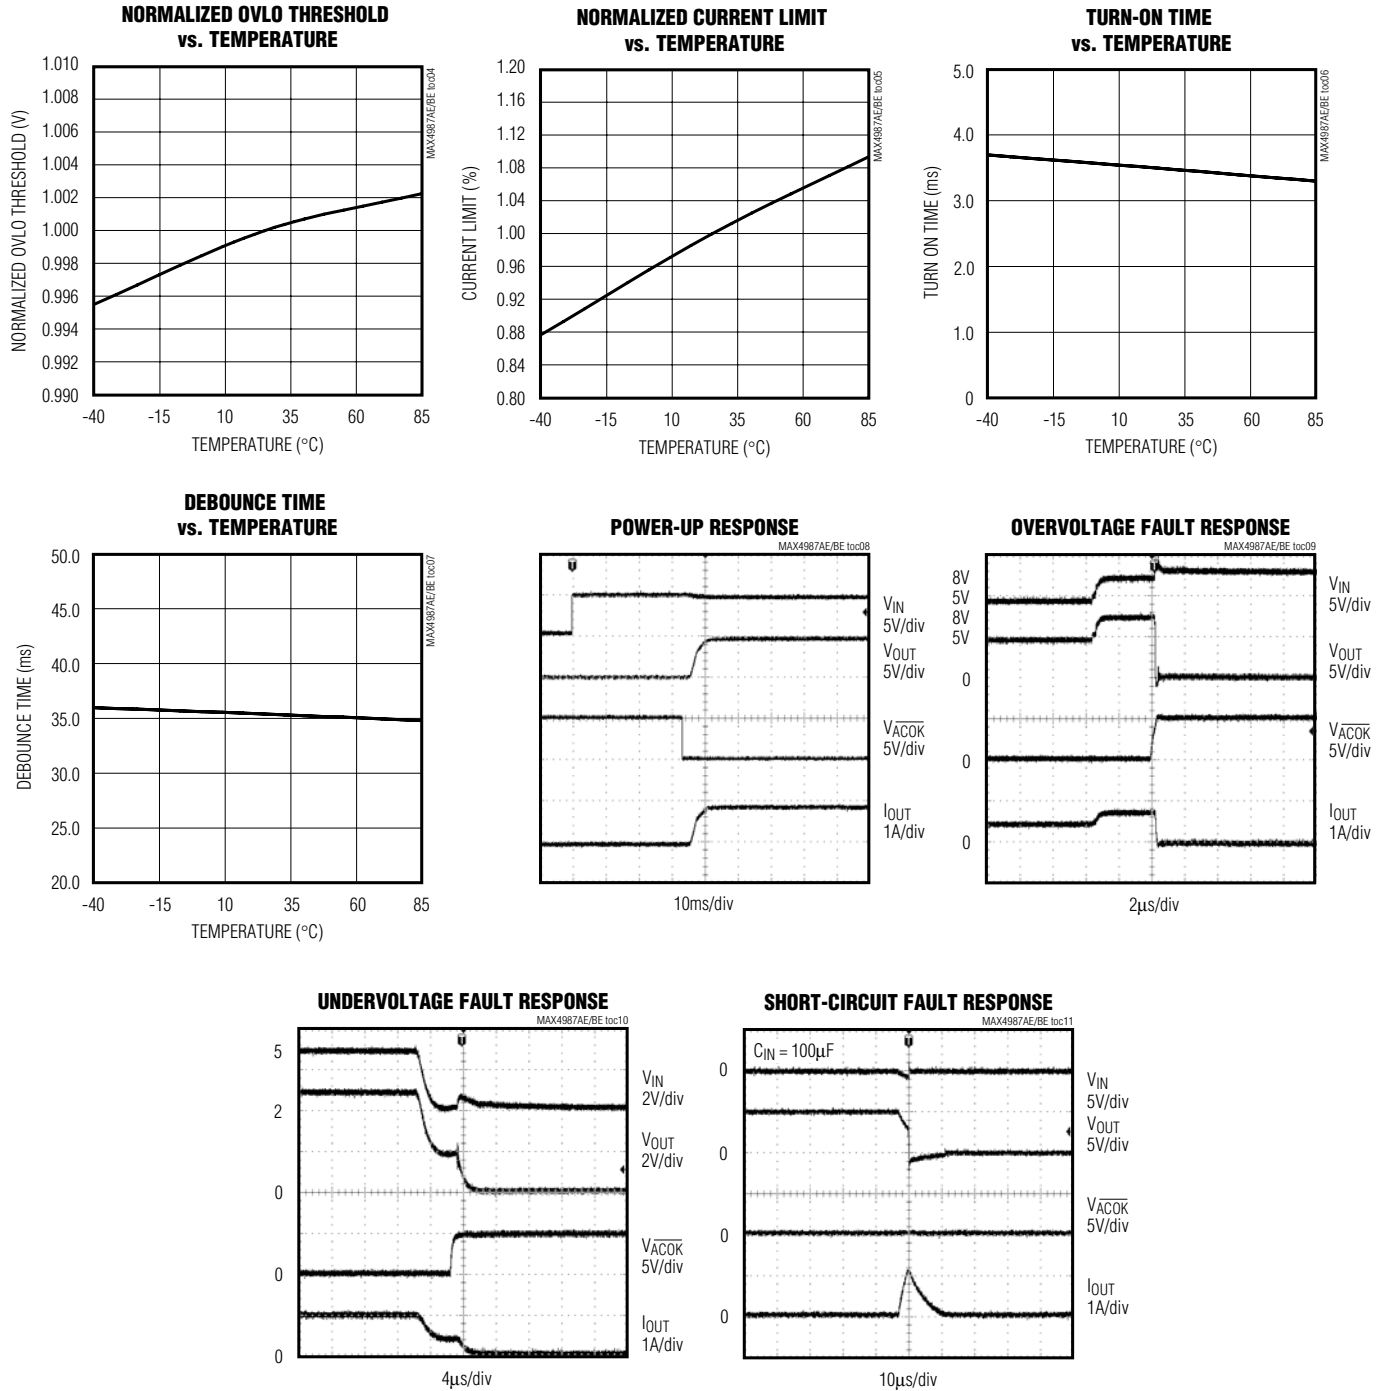 NORMALIZED OVLO THRESHOLD
vs. TEMPERATURE
MAX4987AE/BE toc04
NORMALIZED OVLO THRESHOLD (V)
1.010
1.008
1.006
1.004
1.002
1.000
0.998
0.996
0.994
0.992
0.990
-40 -15 10 35 60 85
TEMPERATURE (°C)
NORMALIZED CURRENT LIMIT
vs. TEMPERATURE
MAX4987AE/BE toc05
CURRENT LIMIT (%)
1.20
1.16
1.12
1.08
1.04
1.00
0.96
0.92
0.88
0.84
0.80
-40 -15 10 35 60 85
TEMPERATURE (°C)
TURN-ON TIME
vs. TEMPERATURE
MAX4987AE/BE toc06
TURN ON TIME (ms)
5.0
4.0
3.0
2.0
1.0
0
-40 -15 10 35 60 85
TEMPERATURE (°C)
DEBOUNCE TIME
vs. TEMPERATURE
MAX4987AE/BE toc07
DEBOUNCE TIME (ms)
50.0
45.0
40.0
35.0
30.0
25.0
20.0
-40 -15 10 35 60 85
TEMPERATURE (°C)
POWER-UP RESPONSE
MAX4987AE/BE toc08
VIN
5V/div
VOUT
5V/div
VACOK
5V/div
IOUT
1A/div
10ms/div
OVERVOLTAGE FAULT RESPONSE
MAX4987AE/BE toc09
8V
5V
8V
5V
0
0
0
VIN
5V/div
VOUT
5V/div
VACOK
5V/div
IOUT
1A/div
2μs/div
UNDERVOLTAGE FAULT RESPONSE
MAX4987AE/BE toc10
5
2
0
0
0
VIN
2V/div
VOUT
2V/div
VACOK
5V/div
IOUT
1A/div
4μs/div
SHORT-CIRCUIT FAULT RESPONSE
MAX4987AE/BE toc11
CIN = 100μF
0
0
0
0
VIN
5V/div
VOUT
5V/div
VACOK
5V/div
IOUT
1A/div
10μs/div